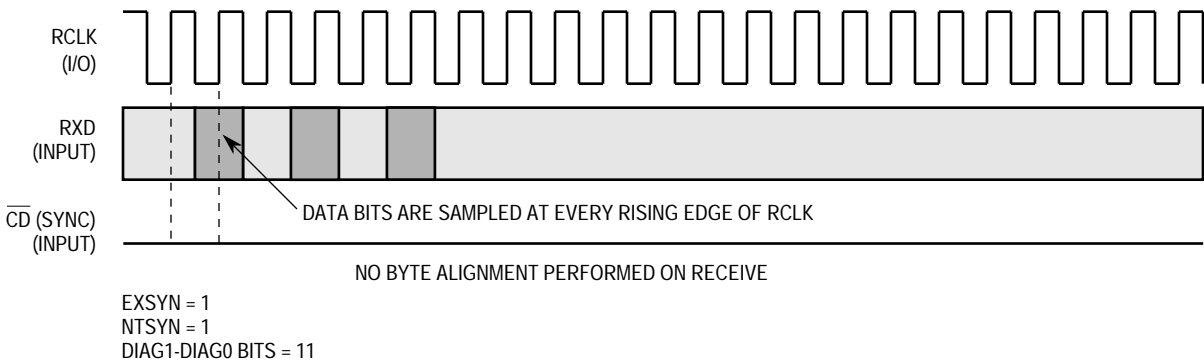 RCLK
(I/O)
RXD
(INPUT)
CD (SYNC)
(INPUT)
DATA BITS ARE SAMPLED AT EVERY RISING EDGE OF RCLK
NO BYTE ALIGNMENT PERFORMED ON RECEIVE
EXSYN = 1
NTSYN = 1
DIAG1-DIAG0 BITS = 11